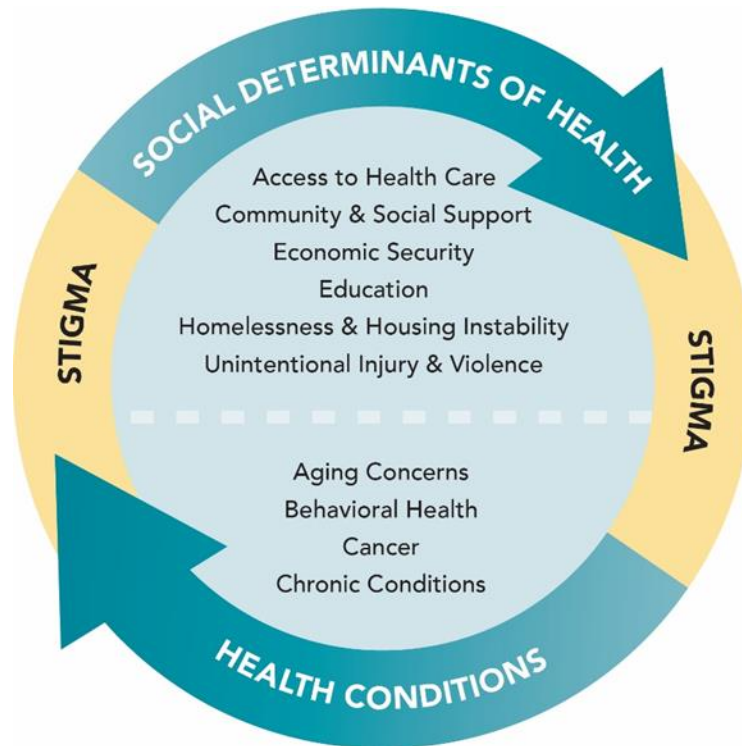 SOCIAL DETERMINANTS OF HEALTH
Access to Health Care
Community & Social Support
Economic Security
Education
Homelessness & Housing Instability
Unintentional Injury & Violence
STIGMA
STIGMA
Aging Concerns
Behavioral Health
Cancer
Chronic Conditions
HEALTH CONDITIONS